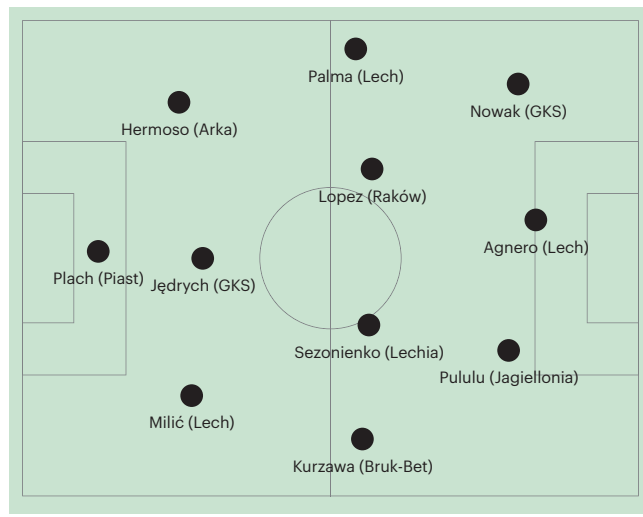 Palma (Lech)
Nowak (GKS)
Hermoso (Arka)
Lopez (Raków)
Agnero (Lech)
Plach (Piast)
Jędrych (GKS)
Sezonienko (Lechia)
Pululu (Jagiellonia)
Milić (Lech)
Kurzawa (Bruk-Bet)